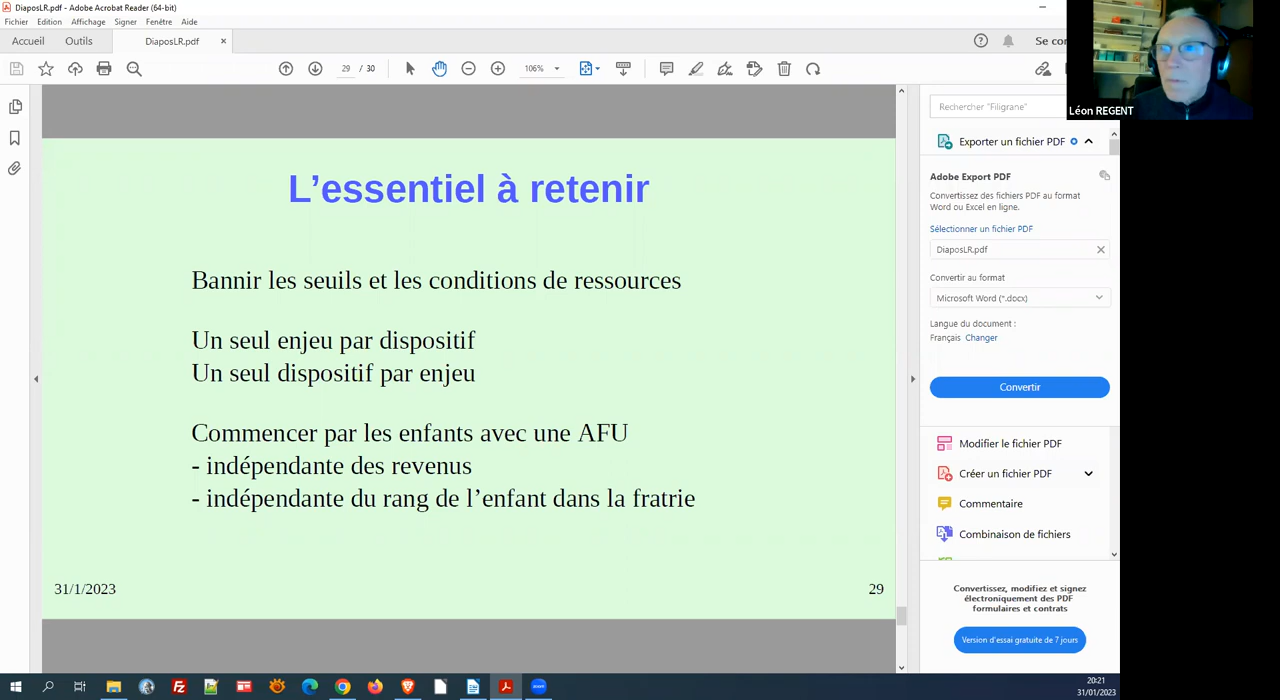 DiaposLR.pdf - Adobe Acrobat Reader (64-bit)
Fichier Edition Affichage Signer Fenêtre Aide
Accueil Outils DiaposLR.pdf × Se con
29 / 30 106%
Léon REGENT
Rechercher "Filigrane"
Exporter un fichier PDF
Adobe Export PDF
Convertissez des fichiers PDF au format
Word ou Excel en ligne.
Sélectionner un fichier PDF
DiaposLR.pdf
Convertir au format
Microsoft Word (*.docx)
Langue du document :
Français Changer
Convertir
Modifier le fichier PDF
Créer un fichier PDF
Commentaire
Combinaison de fichiers
Convertissez, modifiez et signez
électroniquement des PDF
formulaires et contrats
Version d'essai gratuite de 7 jours
L’essentiel à retenir
Bannir les seuils et les conditions de ressources
Un seul enjeu par dispositif
Un seul dispositif par enjeu
Commencer par les enfants avec une AFU
- indépendante des revenus
- indépendante du rang de l’enfant dans la fratrie
31/1/2023 29
20:21
31/01/2023